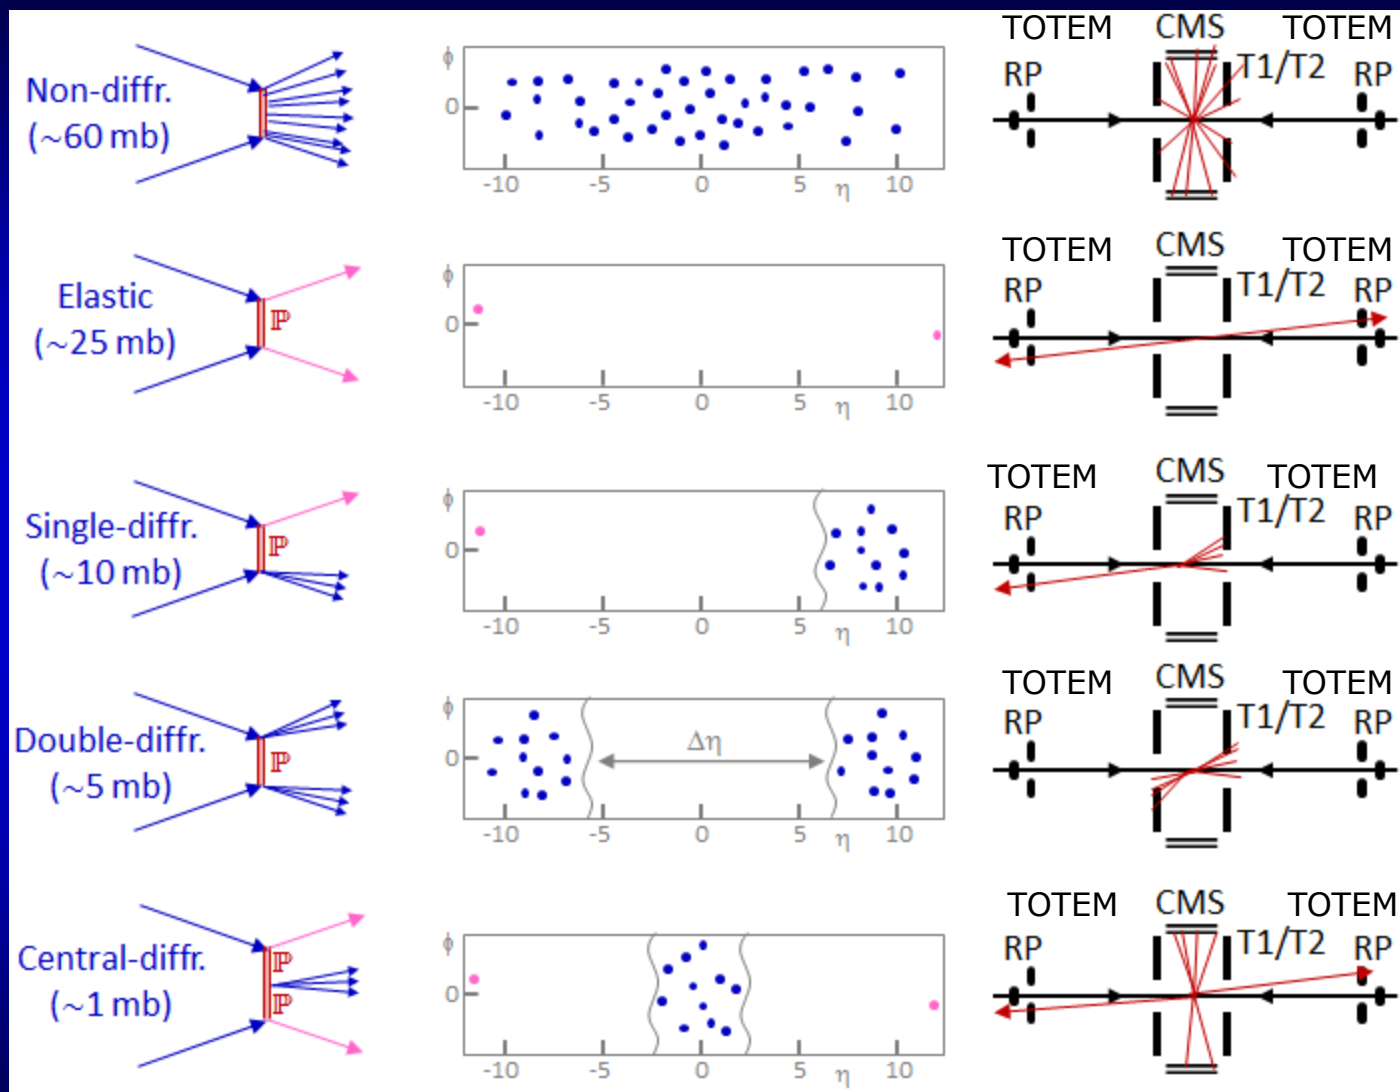 TOTEM CMS TOTEM
Non-diffr.
(~60 mb)
ϕ
0
-10 -5 0 5 η 10
RP T1/T2 RP
Elastic
(~25 mb)
ℙ
ϕ
0
-10 -5 0 5 η 10
TOTEM CMS TOTEM
RP T1/T2 RP
Single-diffr.
(~10 mb)
ℙ
ϕ
0
-10 -5 0 5 η 10
TOTEM CMS TOTEM
RP T1/T2 RP
Double-diffr.
(~5 mb)
ℙ
ϕ
0
Δη
-10 -5 0 5 η 10
TOTEM CMS TOTEM
RP T1/T2 RP
Central-diffr.
(~1 mb)
ℙ
ℙ
ϕ
0
-10 -5 0 5 η 10
TOTEM CMS TOTEM
RP T1/T2 RP